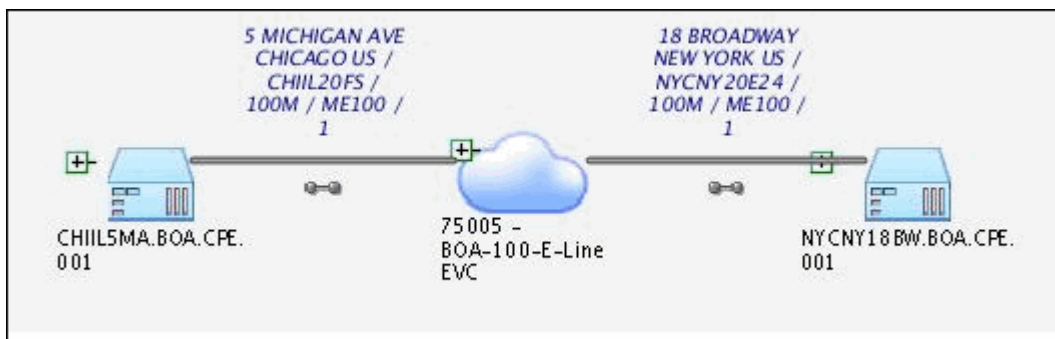 5 MICHIGAN AVE
CHICAGO US /
CHIIL20FS /
100M / ME100 /
1
18 BROADWAY
NEW YORK US /
NYCNY20E24 /
100M / ME100 /
1
CHIIL5MA.BOA.CPE.
001
75005 -
BOA-100-E-Line
EVC
NYCNY18BW.BOA.CPE.
001